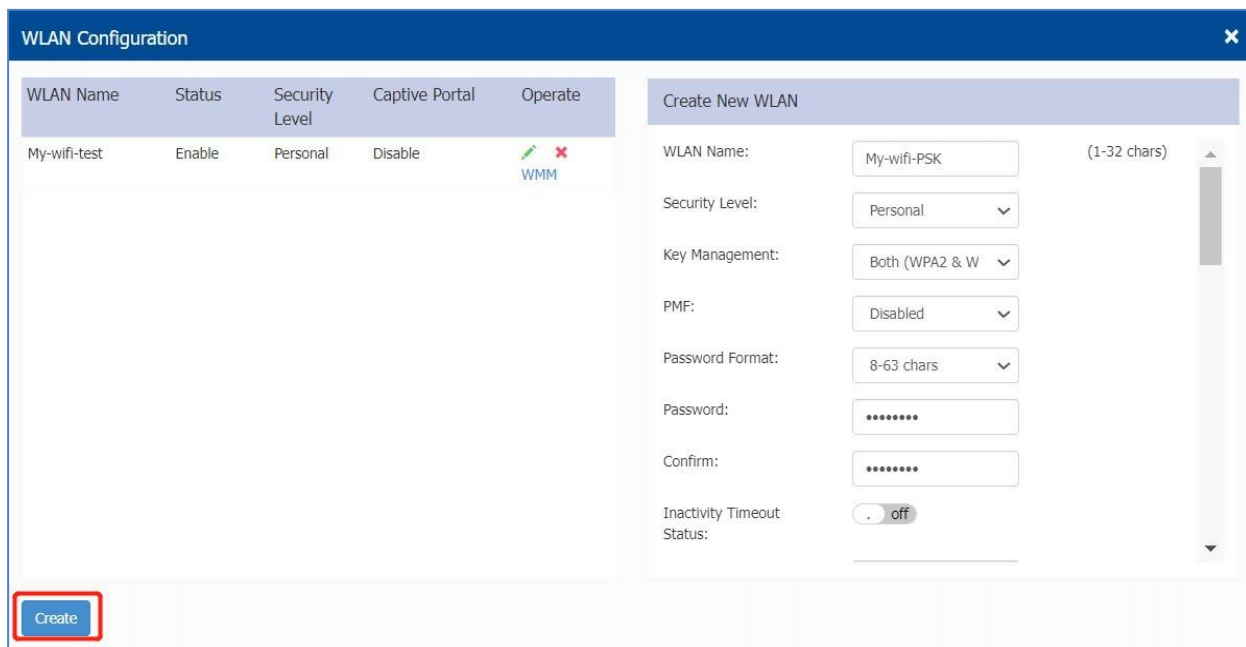 WLAN Configuration
WLAN Name Status Security Level Captive Portal Operate
My-wifi-test Enable Personal Disable
WMM
Create New WLAN
WLAN Name: My-wifi-PSK (1-32 chars)
Security Level: Personal
Key Management: Both (WPA2 & W
PMF: Disabled
Password Format: 8-63 chars
Password: ••••••••
Confirm: ••••••••
Inactivity Timeout Status: off
Create